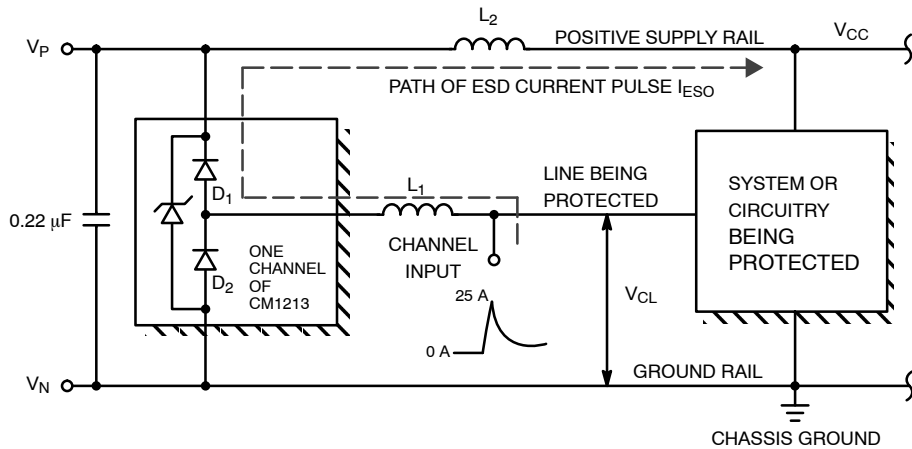 L2
VP
POSITIVE SUPPLY RAIL
VCC
PATH OF ESD CURRENT PULSE IESO
D1
L1
LINE BEING
PROTECTED
SYSTEM OR
CIRCUITRY
BEING
PROTECTED
0.22 μF
D2
ONE
CHANNEL
OF
CM1213
CHANNEL
INPUT
25 A
0 A
VCL
VN
GROUND RAIL
CHASSIS GROUND